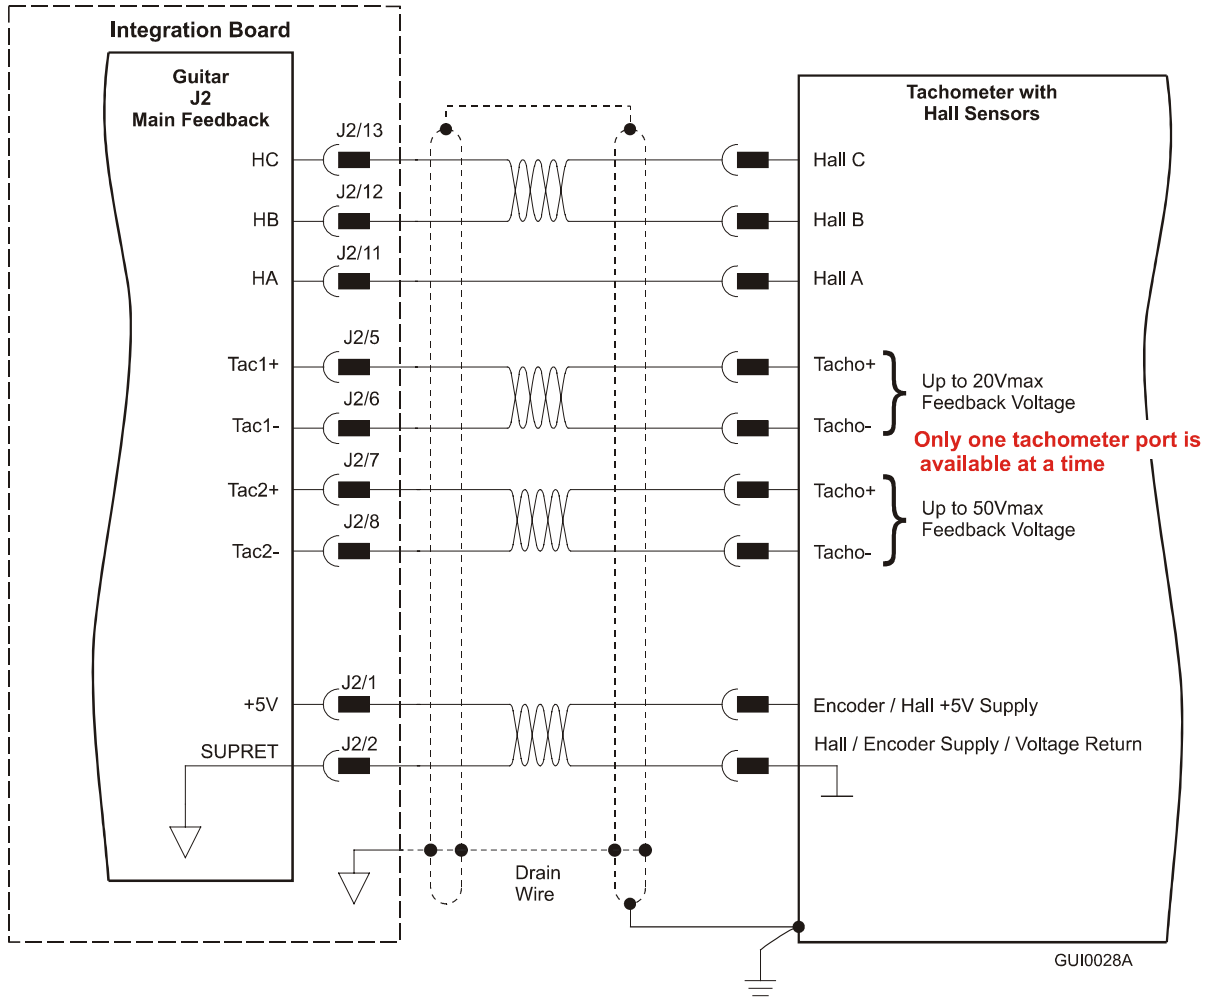 Integration Board
Guitar
J2
Main Feedback
Tachometer with
Hall Sensors
J2/13
HC
Hall C
J2/12
HB
Hall B
J2/11
HA
Hall A
J2/5
Tac1+
Tacho+
Up to 20Vmax
Feedback Voltage
J2/6
Tac1-
Tacho-
Only one tachometer port is
available at a time
J2/7
Tac2+
Tacho+
Up to 50Vmax
Feedback Voltage
J2/8
Tac2-
Tacho-
J2/1
+5V
Encoder / Hall +5V Supply
J2/2
SUPRET
Hall / Encoder Supply / Voltage Return
Drain
Wire
GUI0028A